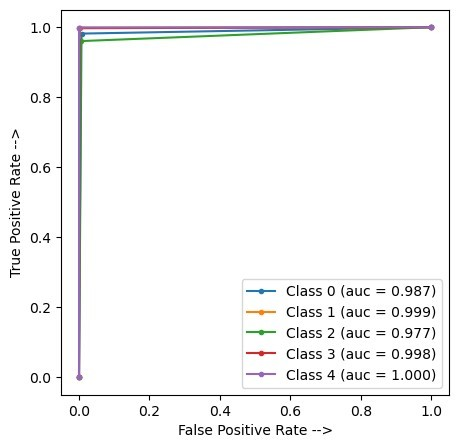 1.0
0.8
0.6
0.4
0.2
0.0
True Positive Rate -->
Class 0 (auc = 0.987)
Class 1 (auc = 0.999)
Class 2 (auc = 0.977)
Class 3 (auc = 0.998)
Class 4 (auc = 1.000)
0.0 0.2 0.4 0.6 0.8 1.0
False Positive Rate -->